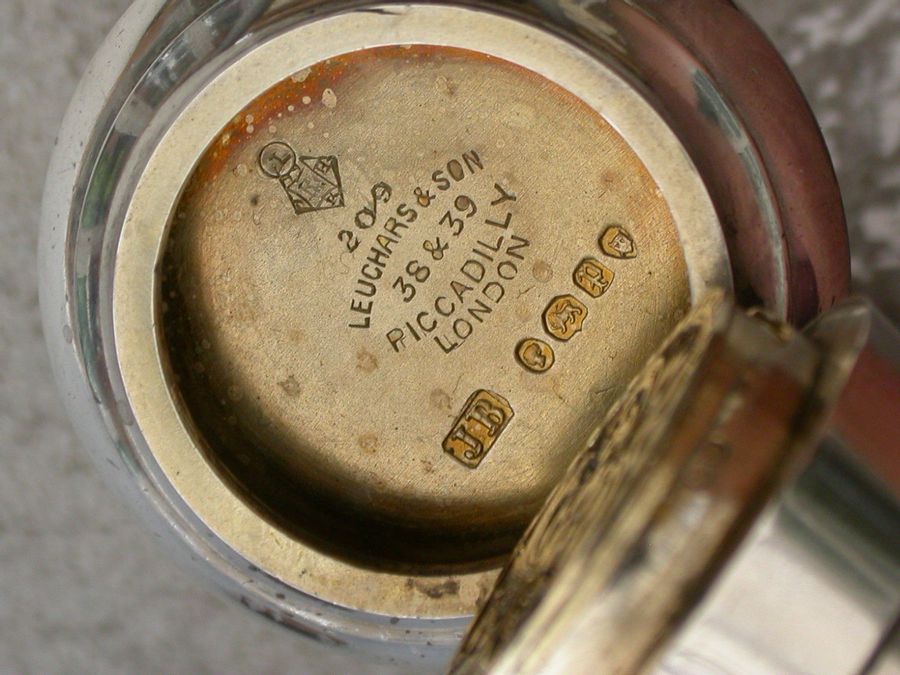 209
LEUCHARS & SON
38 & 39
PICCADILLY
LONDON
JB